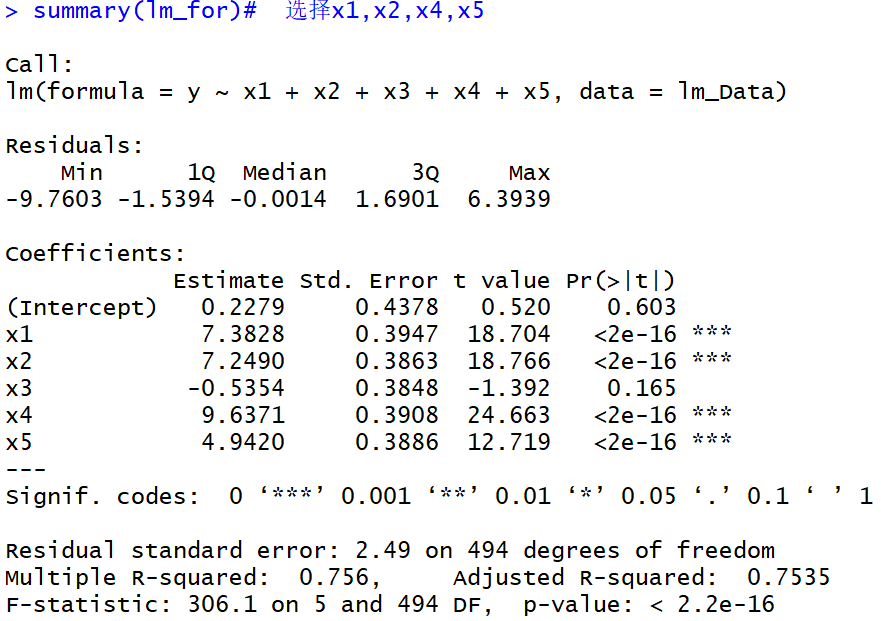 > summary(lm_for)#  选择x1,x2,x4,x5
Call:
lm(formula = y ~ x1 + x2 + x3 + x4 + x5, data = lm_Data)
Residuals:
    Min      1Q  Median      3Q     Max
-9.7603 -1.5394 -0.0014  1.6901  6.3939
Coefficients:
            Estimate Std. Error t value Pr(>|t|)
(Intercept)   0.2279     0.4378   0.520    0.603
x1            7.3828     0.3947  18.704   <2e-16 ***
x2            7.2490     0.3863  18.766   <2e-16 ***
x3           -0.5354     0.3848  -1.392    0.165
x4            9.6371     0.3908  24.663   <2e-16 ***
x5            4.9420     0.3886  12.719   <2e-16 ***
---
Signif. codes:  0 ‘***’ 0.001 ‘**’ 0.01 ‘*’ 0.05 ‘.’ 0.1 ‘ ’ 1
Residual standard error: 2.49 on 494 degrees of freedom
Multiple R-squared:  0.756,	Adjusted R-squared:  0.7535
F-statistic: 306.1 on 5 and 494 DF,  p-value: < 2.2e-16